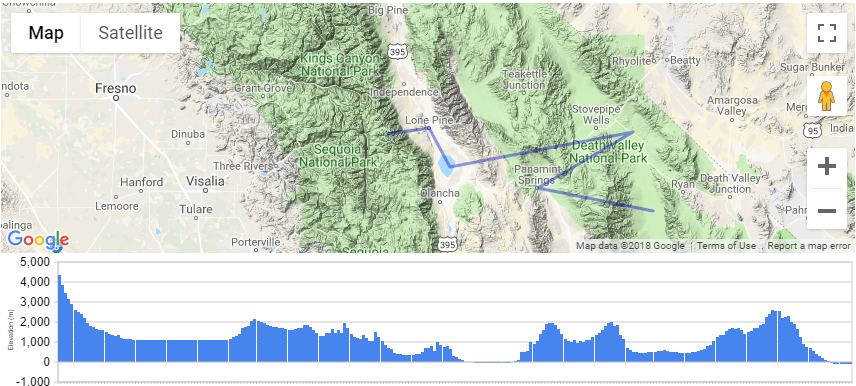 Big Pine
Map
Satellite
395
Kings Canyon
National Park
Rhyolite
Beatty
Teakettle
Junction
Sugar Bunker
ndota
Fresno
Grant Grove
Independence
Amargosa
Valley
Stovepipe
Wells
Lone Pine
95
India
Dinuba
Sequoia
National Park
Death Valley
National Park
Three Rivers
Panamint
Springs
Hanford
Visalia
Olancha
Ryan
Death Valley
Junction
Lemoore
Tulare
Pahr
alinga
Google
Porterville
395
Sequoia
Map data ©2018 Google
Terms of Use
Report a map error
5,000
4,000
3,000
2,000
1,000
0
-1,000
Elevation (m)